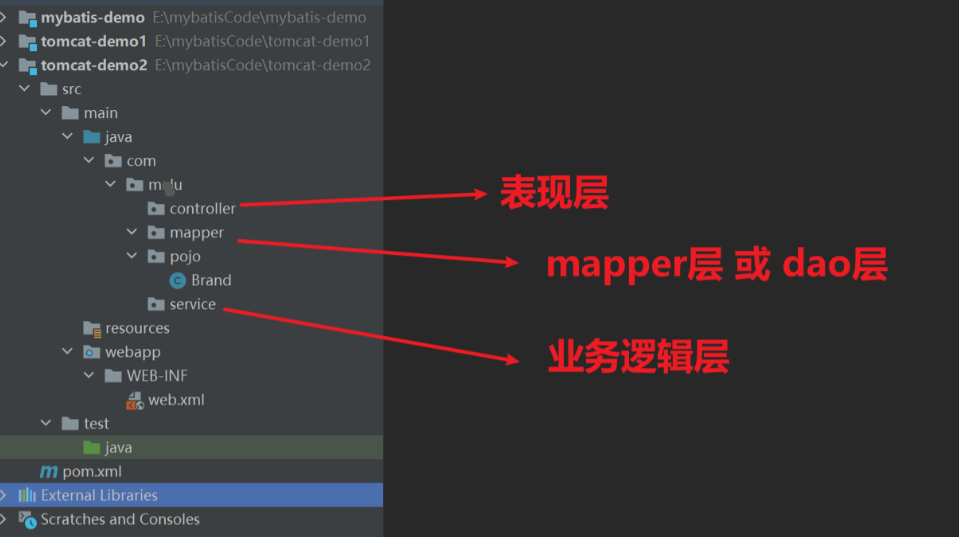 mybatis-demo E:\mybatisCode\mybatis-demo
tomcat-demo1 E:\mybatisCode\tomcat-demo1
tomcat-demo2 E:\mybatisCode\tomcat-demo2
src
main
java
com
controller
表现层
mapper
mapper层 或 dao层
pojo
Brand
service
业务逻辑层
resources
webapp
WEB-INF
web.xml
test
java
pom.xml
External Libraries
Scratches and Consoles